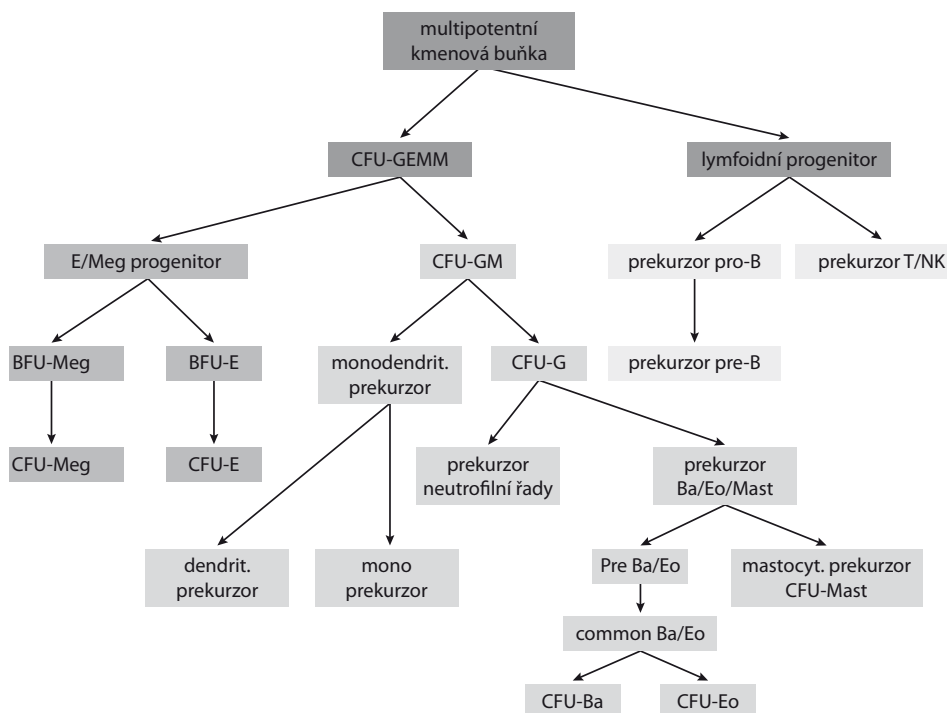 multipotentní
kmenová buňka
CFU-GEMM
lymfoidní progenitor
E/Meg progenitor
CFU-GM
prekurzor pro-B
prekurzor T/NK
BFU-Meg
BFU-E
monodendrit.
prekurzor
CFU-G
prekurzor pre-B
CFU-Meg
CFU-E
prekurzor
neutrofilní řady
prekurzor
Ba/Eo/Mast
dendrit.
prekurzor
mono
prekurzor
Pre Ba/Eo
mastocyt. prekurzor
CFU-Mast
common Ba/Eo
CFU-Ba
CFU-Eo